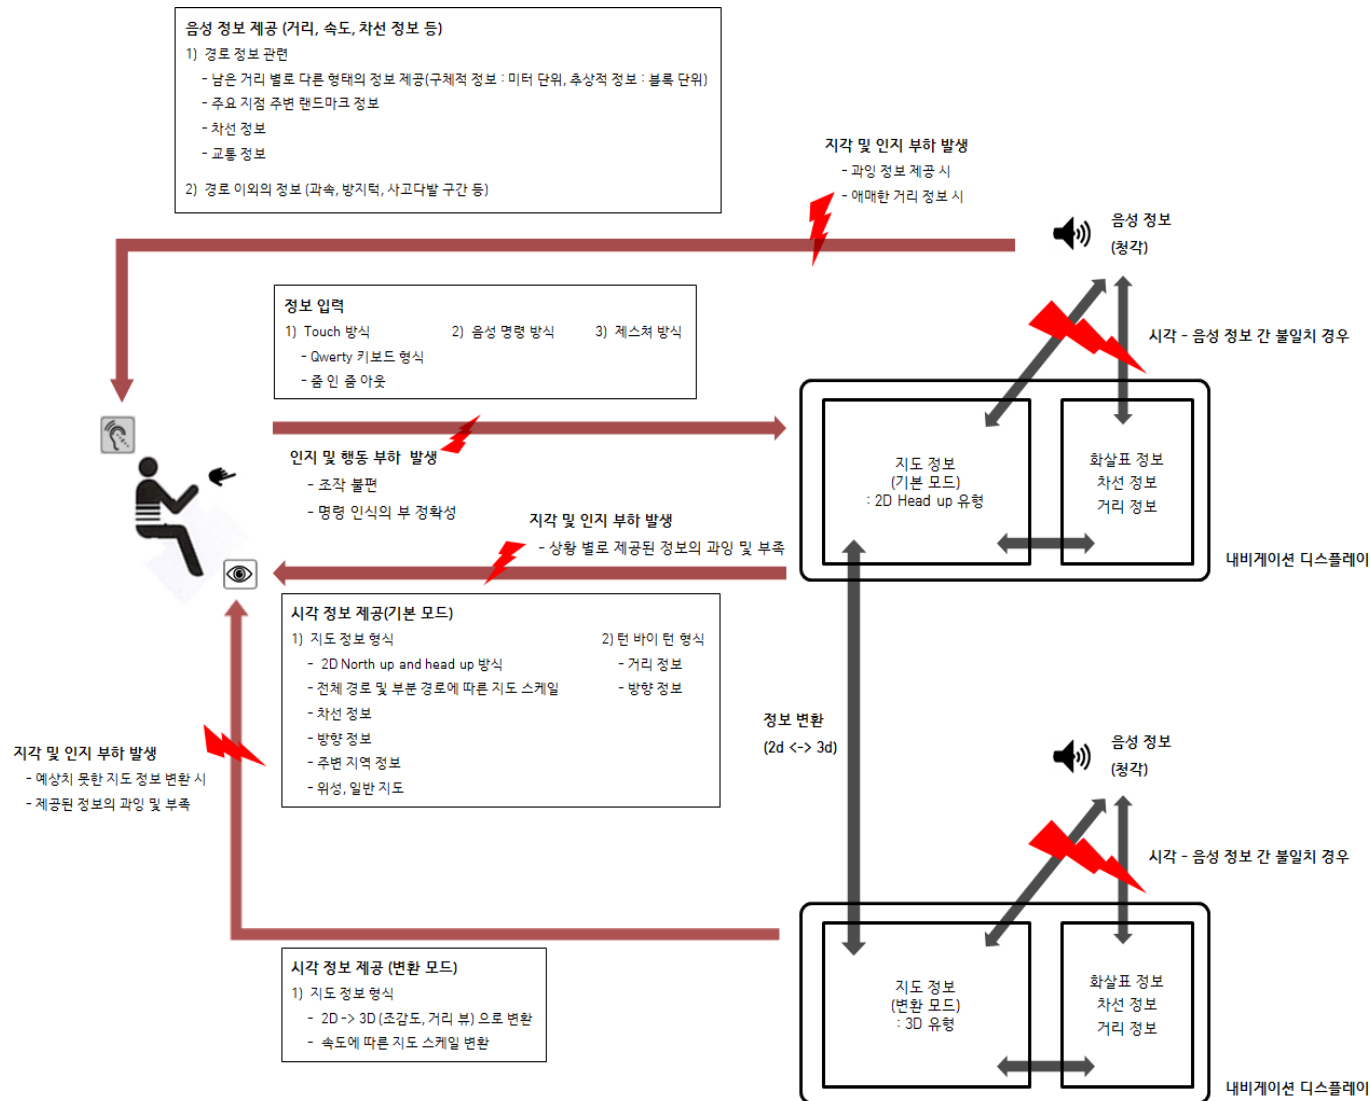 음성 정보 제공 (거리, 속도, 차선 정보 등)
1) 경로 정보 관련
- 남은 거리 별로 다른 형태의 정보 제공(구체적 정보 : 미터 단위, 추상적 정보 : 블록 단위)
- 주요 지점 주변 랜드마크 정보
- 차선 정보
- 교통 정보
2) 경로 이외의 정보 (과속, 방지턱, 사고다발 구간 등)
지각 및 인지 부하 발생
- 과잉 정보 제공 시
- 애매한 거리 정보 시
음성 정보
(청각)
정보 입력
1) Touch 방식
- Qwerty 키보드 형식
- 줌 인 줌 아웃
2) 음성 명령 방식
3) 제스쳐 방식
시각 - 음성 정보 간 불일치 경우
인지 및 행동 부하 발생
- 조작 불편
- 명령 인식의 부 정확성
지도 정보
(기본 모드)
: 2D Head up 유형
화살표 정보
차선 정보
거리 정보
내비게이션 디스플레이
지각 및 인지 부하 발생
- 상황 별로 제공된 정보의 과잉 및 부족
시각 정보 제공(기본 모드)
1) 지도 정보 형식
- 2D North up and head up 방식
- 전체 경로 및 부분 경로에 따른 지도 스케일
- 차선 정보
- 방향 정보
- 주변 지역 정보
- 위성, 일반 지도
2) 턴 바이 턴 형식
- 거리 정보
- 방향 정보
정보 변환
(2d <-> 3d)
지각 및 인지 부하 발생
- 예상치 못한 지도 정보 변환 시
- 제공된 정보의 과잉 및 부족
음성 정보
(청각)
시각 - 음성 정보 간 불일치 경우
시각 정보 제공 (변환 모드)
1) 지도 정보 형식
- 2D -> 3D (조감도, 거리 뷰) 으로 변환
- 속도에 따른 지도 스케일 변환
지도 정보
(변환 모드)
: 3D 유형
화살표 정보
차선 정보
거리 정보
내비게이션 디스플레이